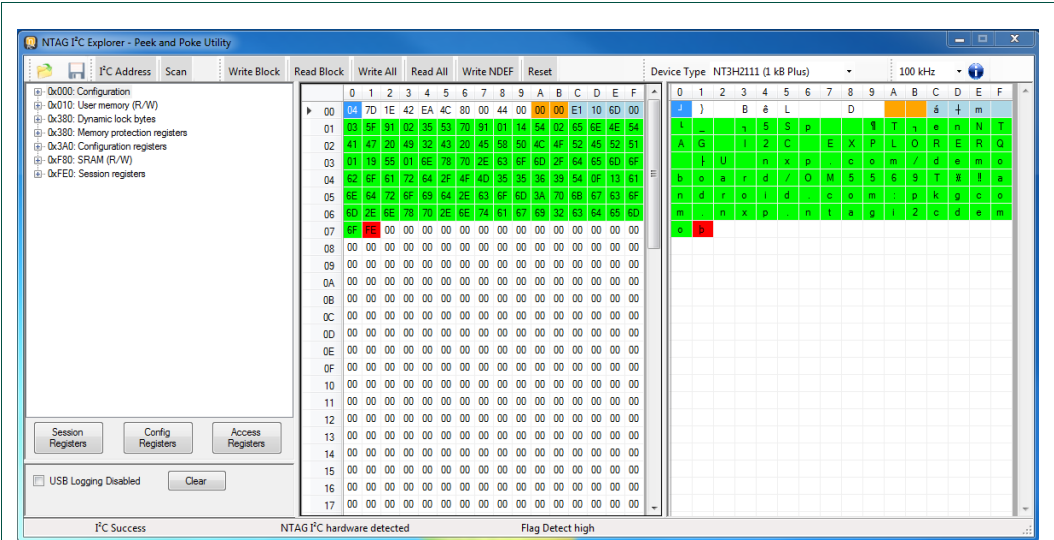 NTAG I²C Explorer - Peek and Poke Utility
I²C Address Scan Write Block Read Block Write All Read All Write NDEF Reset Device Type NT3H2111 (1 kB Plus) 100 kHz
0x000: Configuration
0x010: User memory (R/W)
0x380: Dynamic lock bytes
0x380: Memory protection registers
0x3A0: Configuration registers
0xF80: SRAM (R/W)
0xFE0: Session registers
Session Registers
Config Registers
Access Registers
USB Logging Disabled Clear
0 1 2 3 4 5 6 7 8 9 A B C D E F
00 04 7D 1E 42 EA 4C 80 00 44 00 00 00 E1 10 6D 00
01 03 5F 91 02 35 53 70 91 01 14 54 02 65 6E 4E 54
02 41 47 20 49 32 43 20 45 58 50 4C 4F 52 45 52 51
03 01 19 55 01 6E 78 70 2E 63 6F 6D 2F 64 65 6D 6F
04 62 6F 61 72 64 2F 4F 4D 35 35 36 39 54 0F 13 61
05 6E 64 72 6F 69 64 2E 63 6F 6D 3A 70 6B 67 63 6F
06 6D 2E 6E 78 70 2E 6E 74 61 67 69 32 63 64 65 6D
07 6F FE 00 00 00 00 00 00 00 00 00 00 00 00 00 00
08 00 00 00 00 00 00 00 00 00 00 00 00 00 00 00 00
09 00 00 00 00 00 00 00 00 00 00 00 00 00 00 00 00
0A 00 00 00 00 00 00 00 00 00 00 00 00 00 00 00 00
0B 00 00 00 00 00 00 00 00 00 00 00 00 00 00 00 00
0C 00 00 00 00 00 00 00 00 00 00 00 00 00 00 00 00
0D 00 00 00 00 00 00 00 00 00 00 00 00 00 00 00 00
0E 00 00 00 00 00 00 00 00 00 00 00 00 00 00 00 00
0F 00 00 00 00 00 00 00 00 00 00 00 00 00 00 00 00
10 00 00 00 00 00 00 00 00 00 00 00 00 00 00 00 00
11 00 00 00 00 00 00 00 00 00 00 00 00 00 00 00 00
12 00 00 00 00 00 00 00 00 00 00 00 00 00 00 00 00
13 00 00 00 00 00 00 00 00 00 00 00 00 00 00 00 00
14 00 00 00 00 00 00 00 00 00 00 00 00 00 00 00 00
15 00 00 00 00 00 00 00 00 00 00 00 00 00 00 00 00
16 00 00 00 00 00 00 00 00 00 00 00 00 00 00 00 00
17 00 00 00 00 00 00 00 00 00 00 00 00 00 00 00 00
0 1 2 3 4 5 6 7 8 9 A B C D E F
┘ } B ê L D á ┼ m
└ _ ┐ 5 S p ¶ T ┐ e n N T
A G I 2 C E X P L O R E R Q
├ U n x p . c o m / d e m o
b o a r d / O M 5 5 6 9 T ¤ ‼ a
n d r o i d . c o m : p k g c o
m . n x p . n t a g i 2 c d e m
o þ
I²C Success NTAG I²C hardware detected Flag Detect high